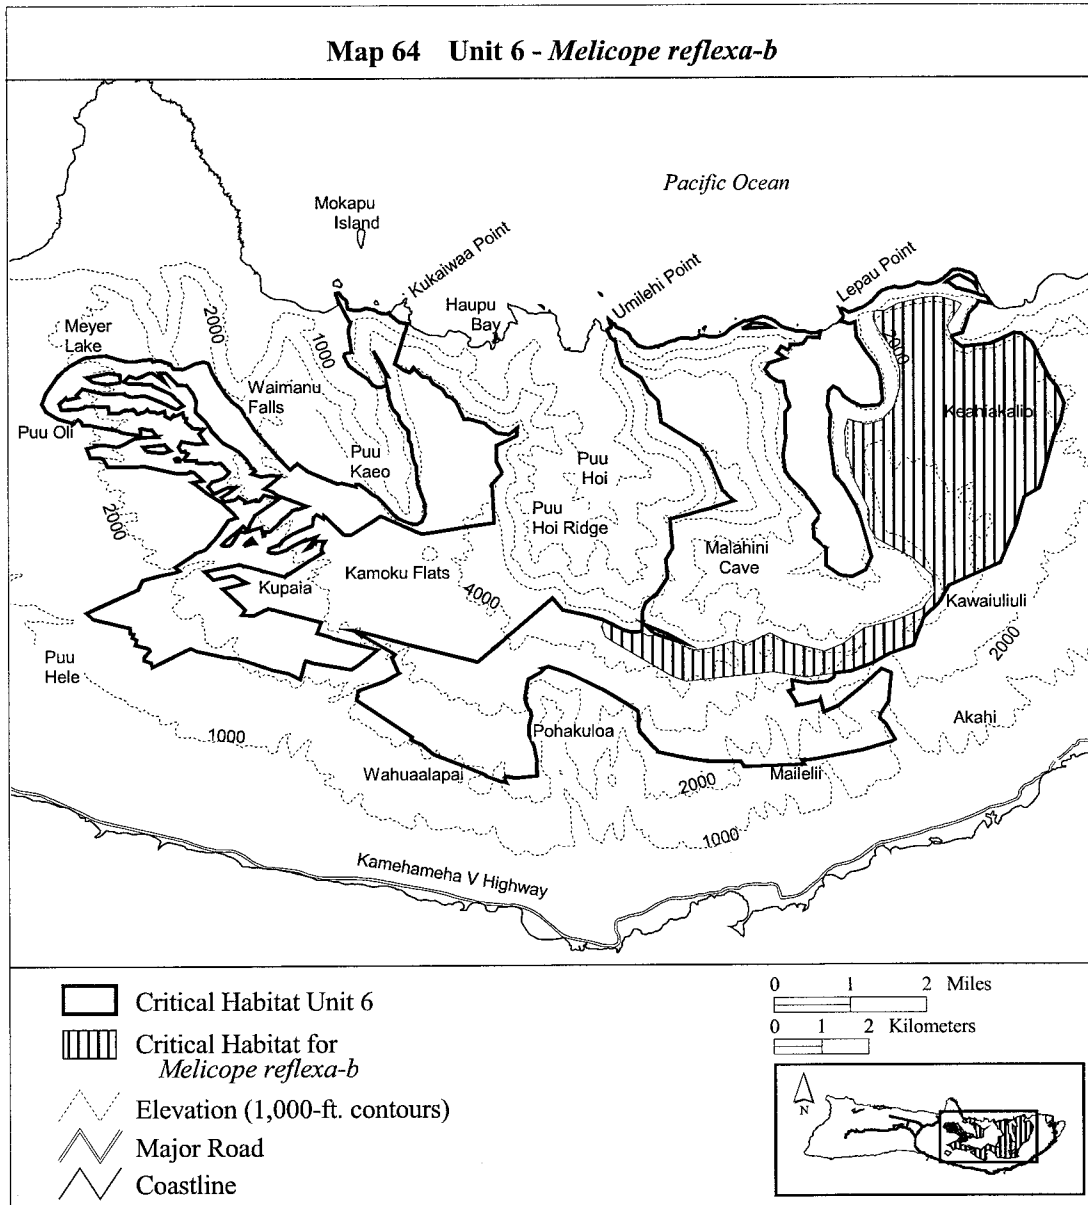 Map 64 Unit 6 - Melicope reflexa-b
Pacific Ocean
Mokapu
Island
Kukaiwaa Point
Haupu
Bay
Umilehi Point
Lepau Point
Meyer
Lake
2000
1000
2000
Waimanu
Falls
Keahiakalio
Puu Oli
Puu
Kaeo
Puu
Hoi
2000
Puu
Hoi Ridge
Malahini
Cave
Kupaia
Kamoku Flats
4000
Kawaiuliuli
2000
Puu
Hele
Akahi
1000
Pohakuloa
Wahuaalapai
2000
Mailelii
1000
Kamehameha V Highway
Critical Habitat Unit 6
Critical Habitat for
Melicope reflexa-b
Elevation (1,000-ft. contours)
Major Road
Coastline
0 1 2 Miles
0 1 2 Kilometers
N